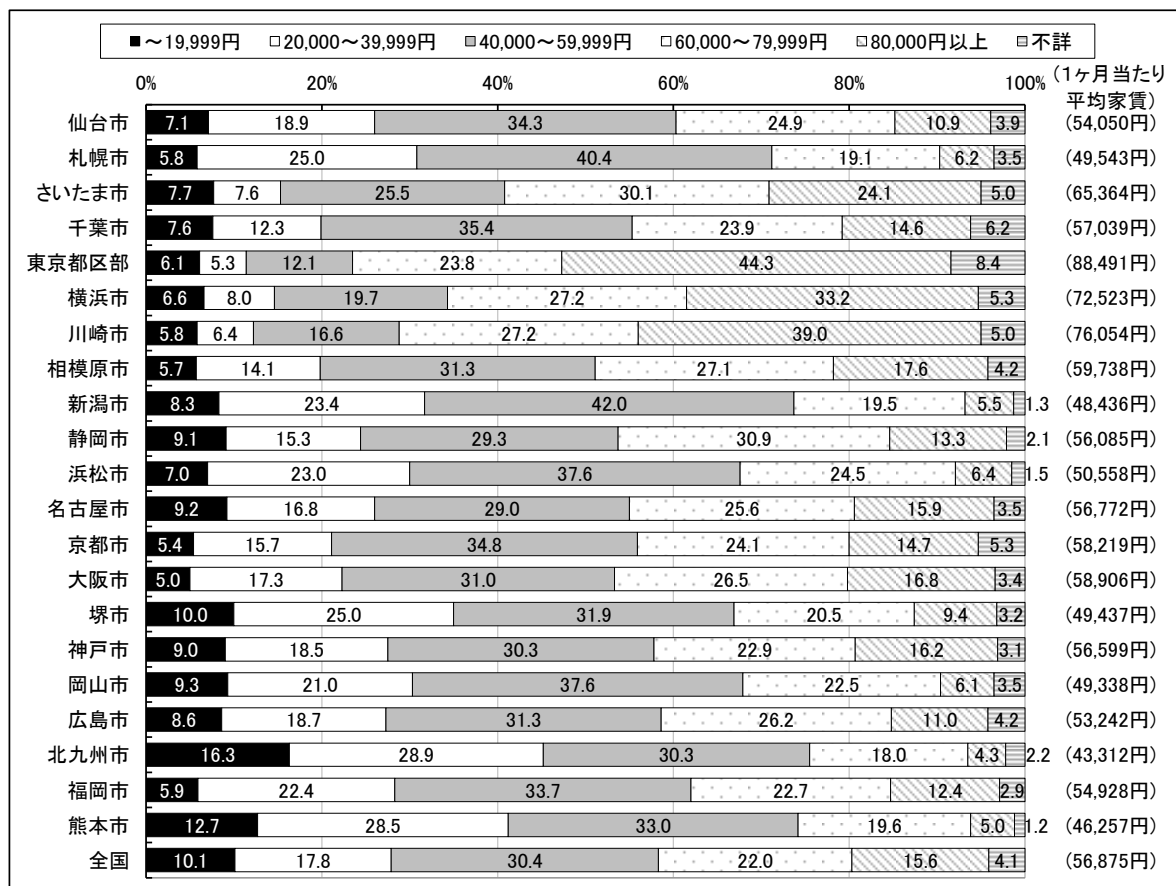 ■～19,999円 □20,000～39,999円 ■40,000～59,999円 □60,000～79,999円 80,000円以上 不詳
0% 20% 40% 60% 80% 100% （1ヶ月当たり
平均家賃）
仙台市 7.1 18.9 34.3 24.9 10.9 3.9 (54,050円)
札幌市 5.8 25.0 40.4 19.1 6.2 3.5 (49,543円)
さいたま市 7.7 7.6 25.5 30.1 24.1 5.0 (65,364円)
千葉市 7.6 12.3 35.4 23.9 14.6 6.2 (57,039円)
東京都区部 6.1 5.3 12.1 23.8 44.3 8.4 (88,491円)
横浜市 6.6 8.0 19.7 27.2 33.2 5.3 (72,523円)
川崎市 5.8 6.4 16.6 27.2 39.0 5.0 (76,054円)
相模原市 5.7 14.1 31.3 27.1 17.6 4.2 (59,738円)
新潟市 8.3 23.4 42.0 19.5 5.5 1.3 (48,436円)
静岡市 9.1 15.3 29.3 30.9 13.3 2.1 (56,085円)
浜松市 7.0 23.0 37.6 24.5 6.4 1.5 (50,558円)
名古屋市 9.2 16.8 29.0 25.6 15.9 3.5 (56,772円)
京都市 5.4 15.7 34.8 24.1 14.7 5.3 (58,219円)
大阪市 5.0 17.3 31.0 26.5 16.8 3.4 (58,906円)
堺市 10.0 25.0 31.9 20.5 9.4 3.2 (49,437円)
神戸市 9.0 18.5 30.3 22.9 16.2 3.1 (56,599円)
岡山市 9.3 21.0 37.6 22.5 6.1 3.5 (49,338円)
広島市 8.6 18.7 31.3 26.2 11.0 4.2 (53,242円)
北九州市 16.3 28.9 30.3 18.0 4.3 2.2 (43,312円)
福岡市 5.9 22.4 33.7 22.7 12.4 2.9 (54,928円)
熊本市 12.7 28.5 33.0 19.6 5.0 1.2 (46,257円)
全国 10.1 17.8 30.4 22.0 15.6 4.1 (56,875円)